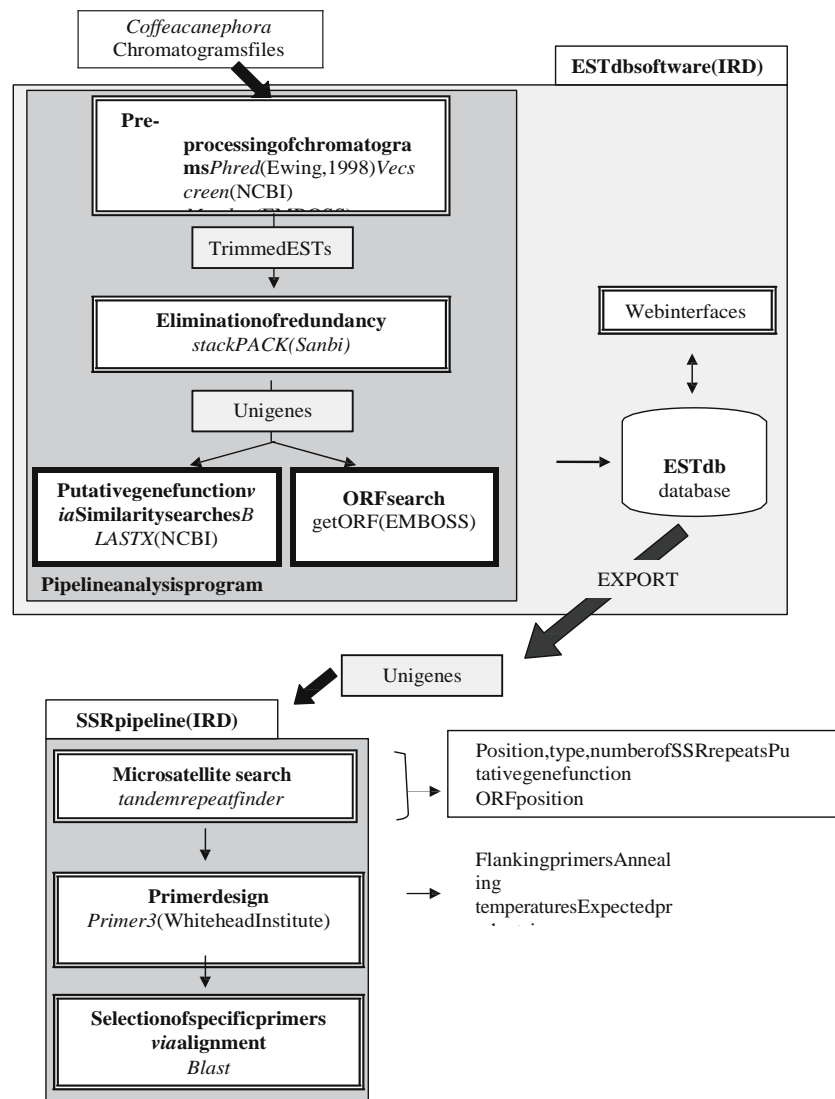 Coffeacanephora
Chromatogramsfiles
ESTdbsoftware(IRD)
Pre-
processingofchromatogra
msPhred(Ewing,1998)Vecs
creen(NCBI)
(EMBOSS)
TrimmedESTs
Eliminationofredundancy
stackPACK(Sanbi)
Webinterfaces
Unigenes
ESTdb
database
Putativegenefunctionv
iaSimilaritysearchesB
LASTX(NCBI)
ORFsearch
getORF(EMBOSS)
Pipelineanalysisprogram
EXPORT
Unigenes
SSRpipeline(IRD)
Microsatellite search
tandemrepeatfinder
Position,type,numberofSSRrepeatsPu
tativegenefunction
ORFposition
Primerdesign
Primer3(WhiteheadInstitute)
FlankingprimersAnneal
ing
temperaturesExpectedpr
Selectionofspecificprimers
viaalignment
Blast